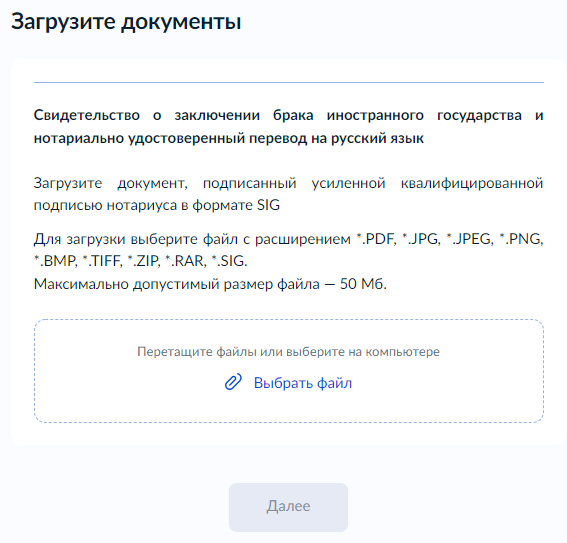 Загрузите документы
Свидетельство о заключении брака иностранного государства и
нотариально удостоверенный перевод на русский язык
Загрузите документ, подписанный усиленной квалифицированной
подписью нотариуса в формате SIG
Для загрузки выберите файл с расширением *.PDF, *.JPG, *.JPEG, *.PNG,
*.BMP, *.TIFF, *.ZIP, *.RAR, *.SIG.
Максимально допустимый размер файла — 50 Мб.
Перетащите файлы или выберите на компьютере
Выбрать файл
Далее